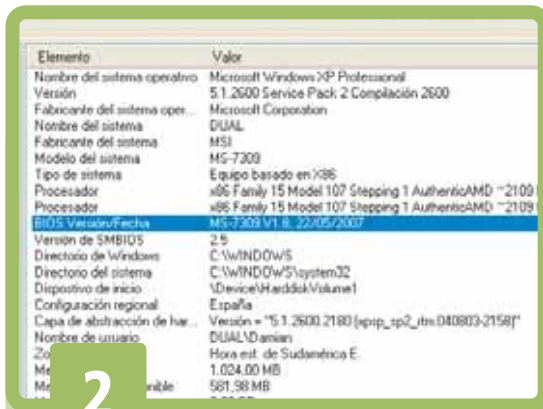 Elemento Valor
Nombre del sistema operativo Microsoft Windows XP Professional
Versión 5.1.2600 Service Pack 2 Compilación 2600
Fabricante del sistema oper... Microsoft Corporation
Nombre del sistema DUAL
Fabricante del sistema MSI
Modelo del sistema MS-7309
Tipo de sistema Equipo basado en X86
Procesador x86 Family 15 Model 107 Stepping 1 AuthenticAMD ~2109
Procesador x86 Family 15 Model 107 Stepping 1 AuthenticAMD ~2109
BIOS Versión/Fecha MS-7309 V1.8, 22/05/2007
Versión de SMBIOS 2.5
Directorio de Windows C:\WINDOWS
Directorio del sistema C:\WINDOWS\system32
Dispositivo de inicio \Device\HarddiskVolume1
Configuración regional España
Capa de abstracción de har... Versión = "5.1.2600.2180 (xpsp_sp2_rtm.040803-2158)"
Nombre de usuario DUAL\Damian
Zo Hora est. de Sudamérica E.
Me 1.024,00 MB
Me nible 581,98 MB
2